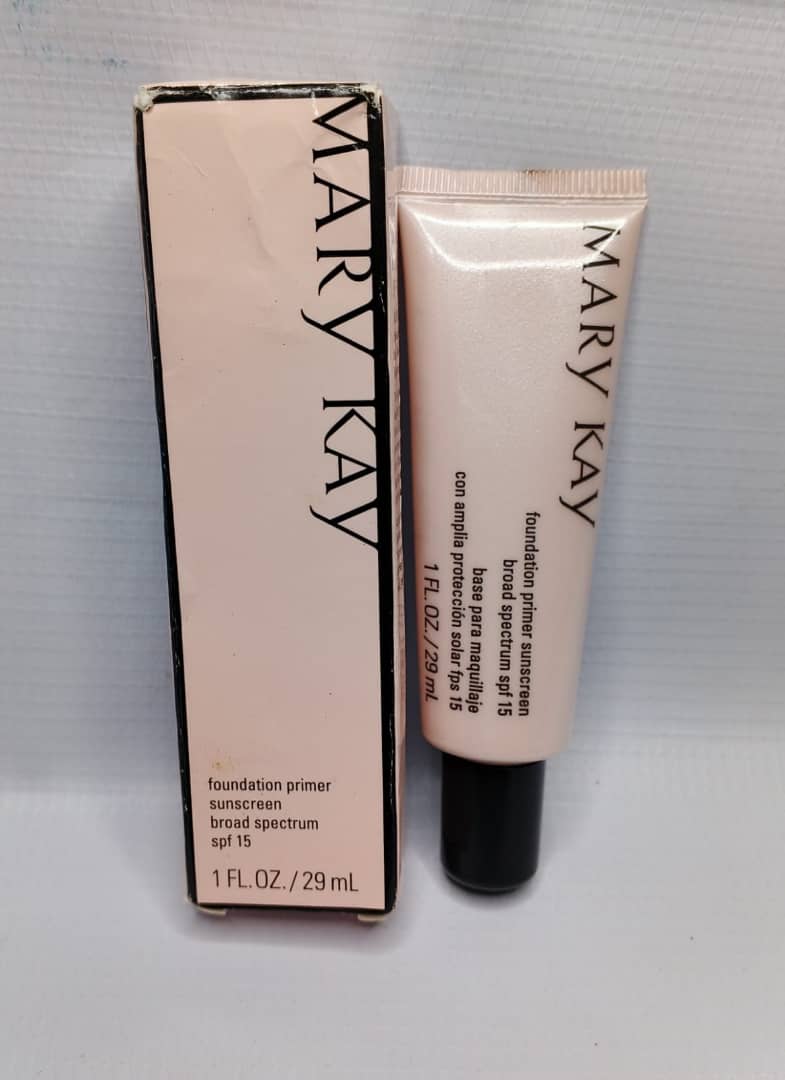 MARY KAY
foundation primer
sunscreen
broad spectrum
spf 15
1 FL.OZ./29 mL
MARY KAY
foundation primer sunscreen
broad spectrum spf 15
base para maquillaje
con amplia protección solar fps 15
1 FL.OZ./29 mL